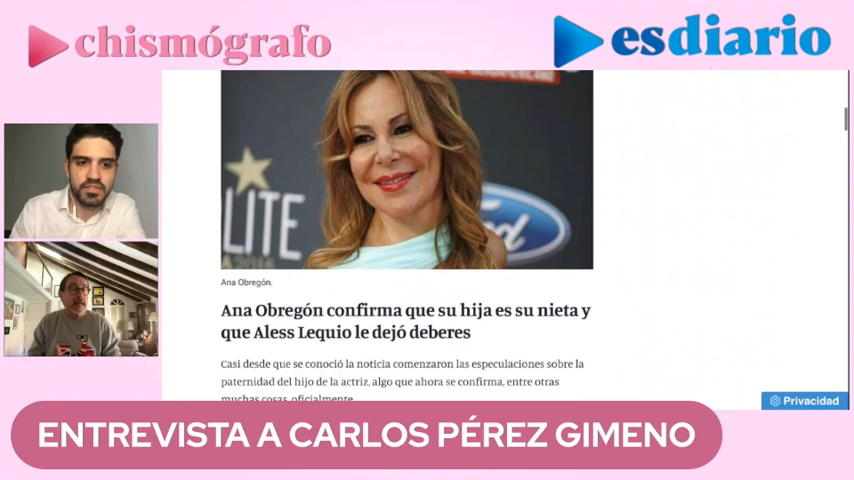 chismógrafo
esdiario
LITE
2016
Ford
Ana Obregón.
Ana Obregón confirma que su hija es su nieta y
que Aless Lequio le dejó deberes
Casi desde que se conoció la noticia comenzaron las especulaciones sobre la
paternidad del hijo de la actriz, algo que ahora se confirma, entre otras
muchas cosas, oficialmente.
Privacidad
ENTREVISTA A CARLOS PÉREZ GIMENO